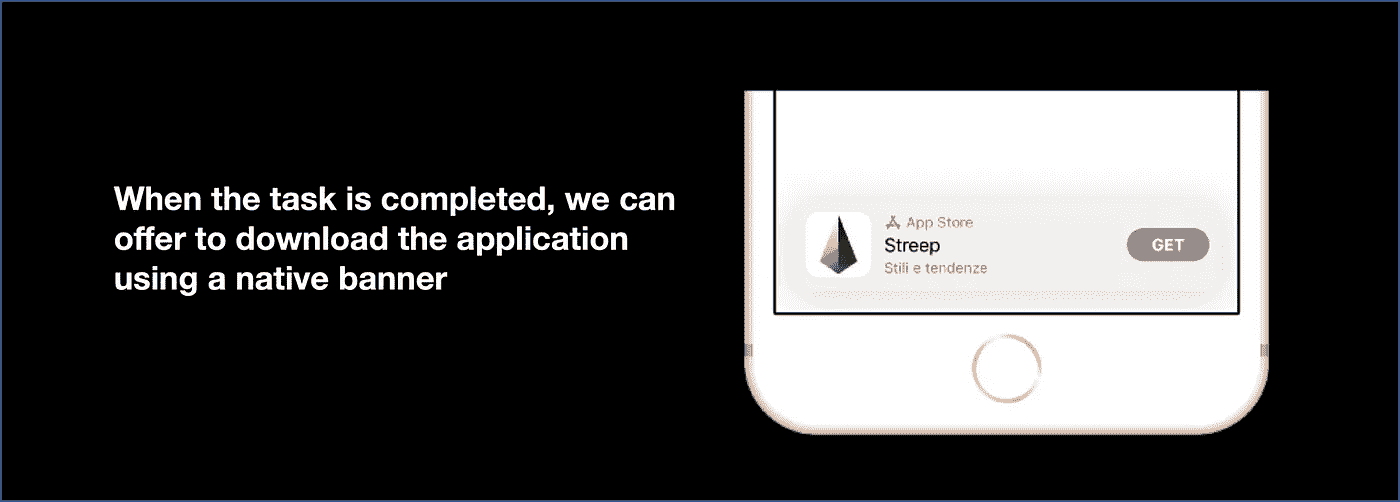 When the task is completed, we can
offer to download the application
using a native banner
App Store
Streep
Stili e tendenze
GET